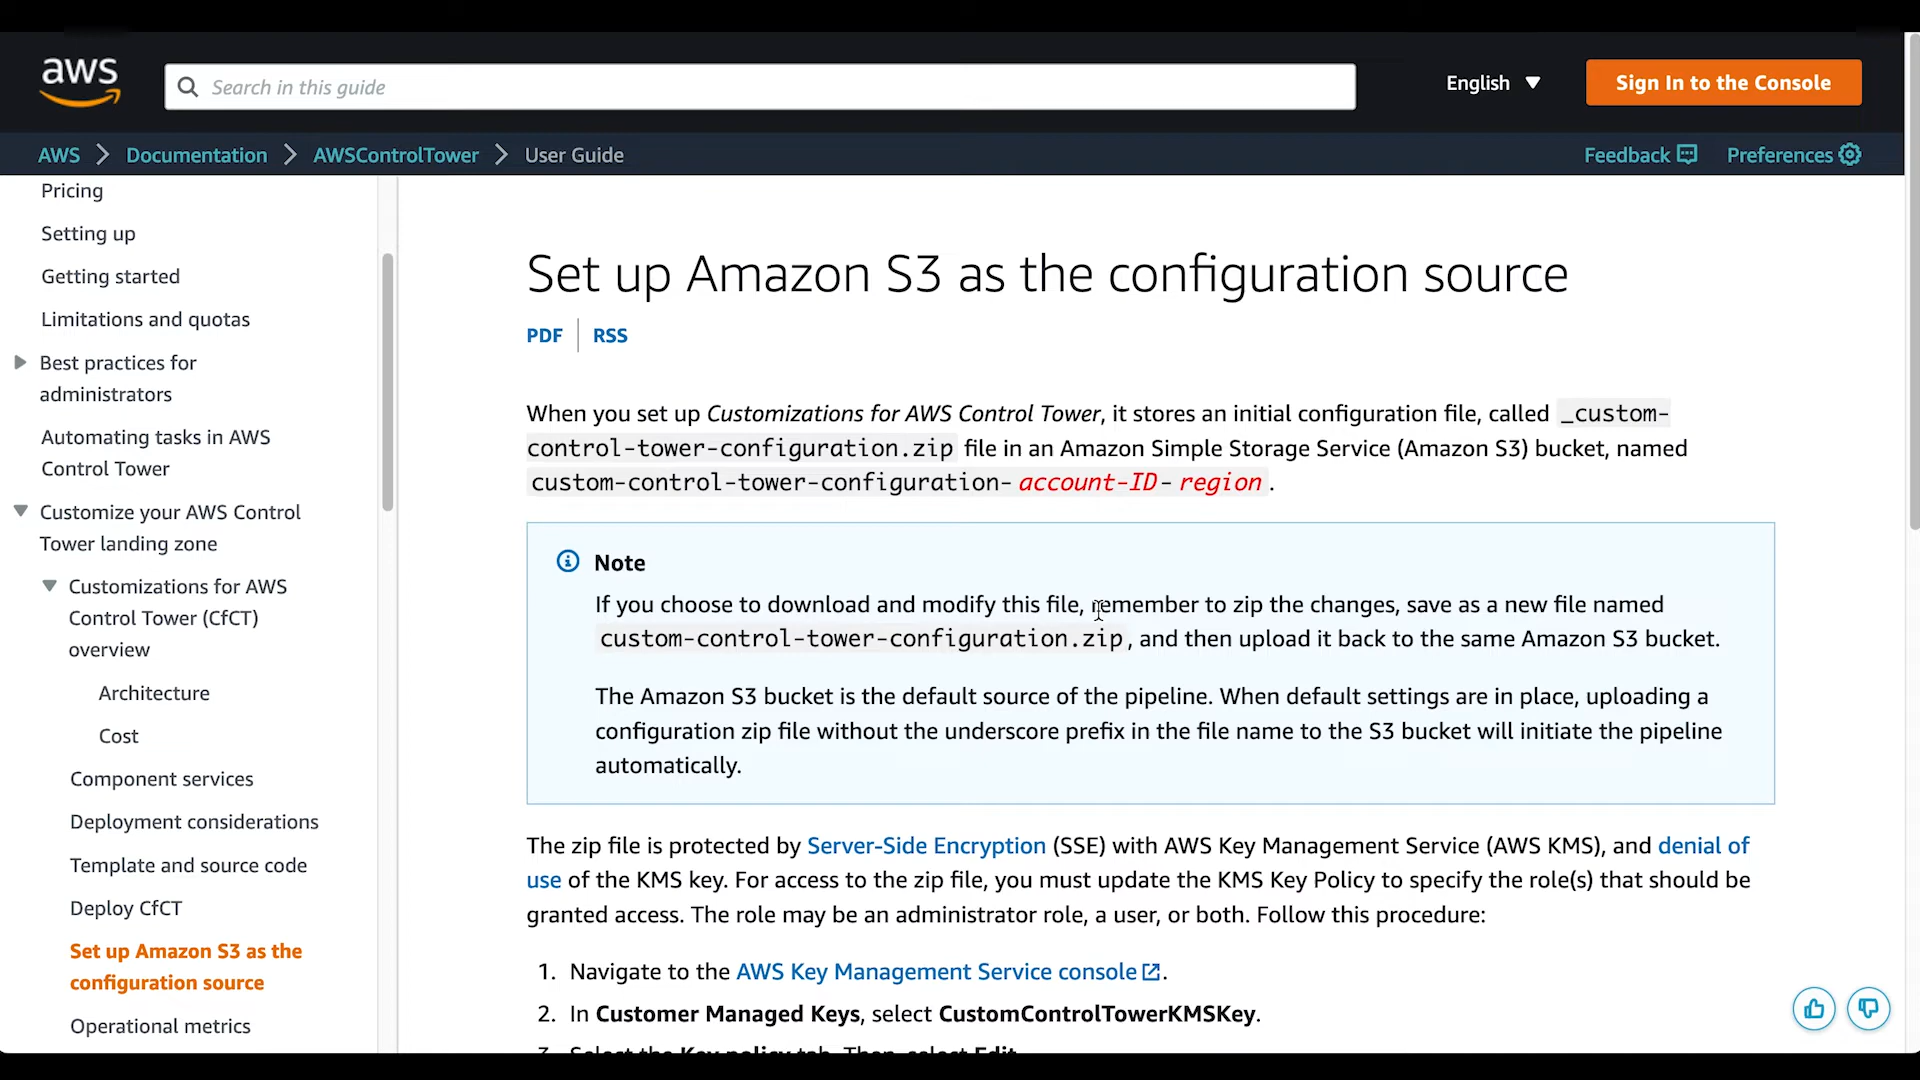 aws
Search in this guide
English
Sign In to the Console
AWS > Documentation > AWSControlTower > User Guide
Feedback
Preferences
Pricing
Setting up
Getting started
Limitations and quotas
Best practices for
administrators
Automating tasks in AWS
Control Tower
Customize your AWS Control
Tower landing zone
Customizations for AWS
Control Tower (CfCT)
overview
Architecture
Cost
Component services
Deployment considerations
Template and source code
Deploy CfCT
Set up Amazon S3 as the
configuration source
Operational metrics
Set up Amazon S3 as the configuration source
PDF | RSS
When you set up Customizations for AWS Control Tower, it stores an initial configuration file, called _custom-
control-tower-configuration.zip file in an Amazon Simple Storage Service (Amazon S3) bucket, named
custom-control-tower-configuration-account-ID-region.
Note
If you choose to download and modify this file, remember to zip the changes, save as a new file named
custom-control-tower-configuration.zip, and then upload it back to the same Amazon S3 bucket.
The Amazon S3 bucket is the default source of the pipeline. When default settings are in place, uploading a
configuration zip file without the underscore prefix in the file name to the S3 bucket will initiate the pipeline
automatically.
The zip file is protected by Server-Side Encryption (SSE) with AWS Key Management Service (AWS KMS), and denial of
use of the KMS key. For access to the zip file, you must update the KMS Key Policy to specify the role(s) that should be
granted access. The role may be an administrator role, a user, or both. Follow this procedure:
1. Navigate to the AWS Key Management Service console.
2. In Customer Managed Keys, select CustomControlTowerKMSKey.
3. Select the Key policy tab. Then, select Edit.